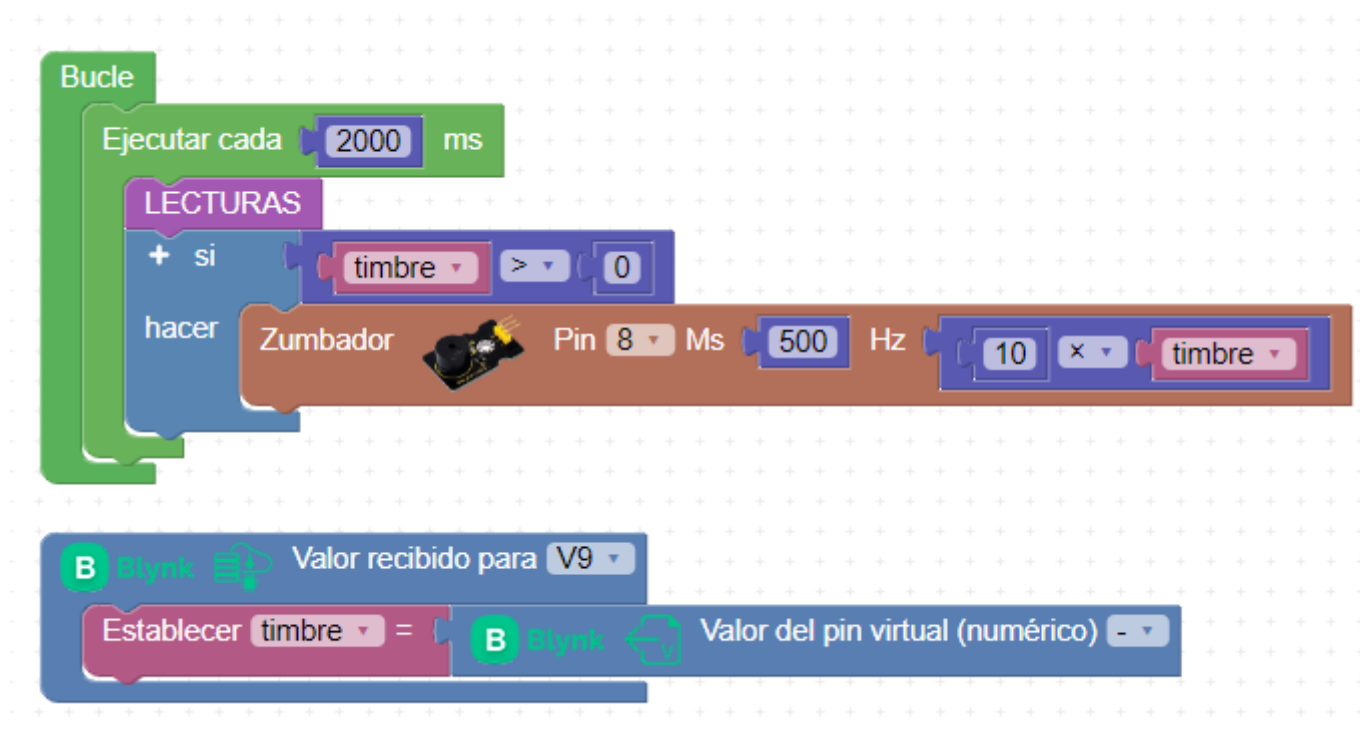 Bucle
Ejecutar cada 2000 ms
LECTURAS
+ si timbre > 0
hacer Zumbador Pin 8 Ms 500 Hz 10 × timbre
B Blynk Valor recibido para V9
Establecer timbre = B Blynk V Valor del pin virtual (numérico) -